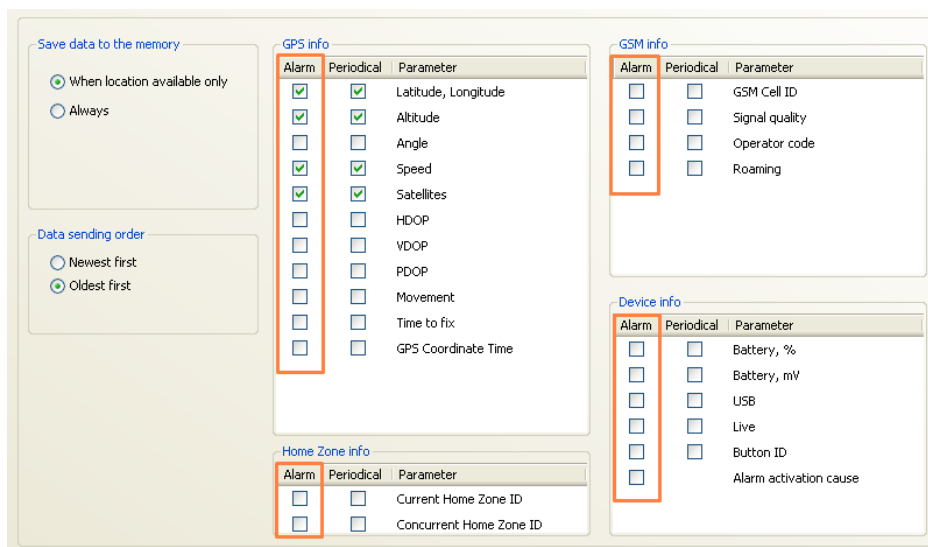 Save data to the memory
When location available only
Always
Data sending order
Newest first
Oldest first
GPS info
Alarm Periodical Parameter
Latitude, Longitude
Altitude
Angle
Speed
Satellites
HDOP
VDOP
PDOP
Movement
Time to fix
GPS Coordinate Time
Home Zone info
Alarm Periodical Parameter
Current Home Zone ID
Concurrent Home Zone ID
GSM info
Alarm Periodical Parameter
GSM Cell ID
Signal quality
Operator code
Roaming
Device info
Alarm Periodical Parameter
Battery, %
Battery, mV
USB
Live
Button ID
Alarm activation cause